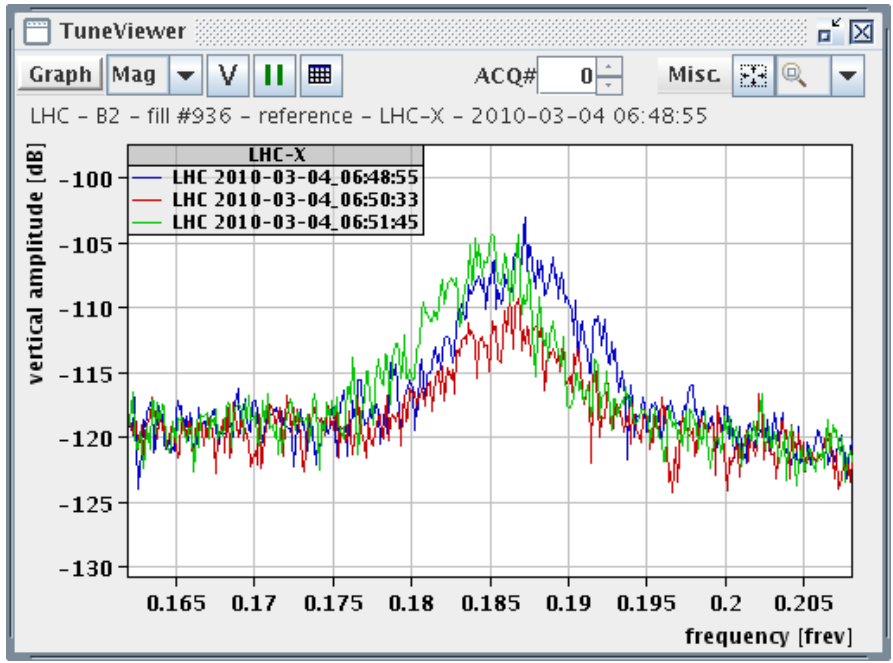 TuneViewer
Graph Mag V ACQ# 0 Misc.
LHC - B2 - fill #936 - reference - LHC-X - 2010-03-04 06:48:55
LHC-X
LHC 2010-03-04_06:48:55
LHC 2010-03-04_06:50:33
LHC 2010-03-04_06:51:45
vertical amplitude [dB]
-100
-105
-110
-115
-120
-125
-130
0.165 0.17 0.175 0.18 0.185 0.19 0.195 0.2 0.205
frequency [frev]